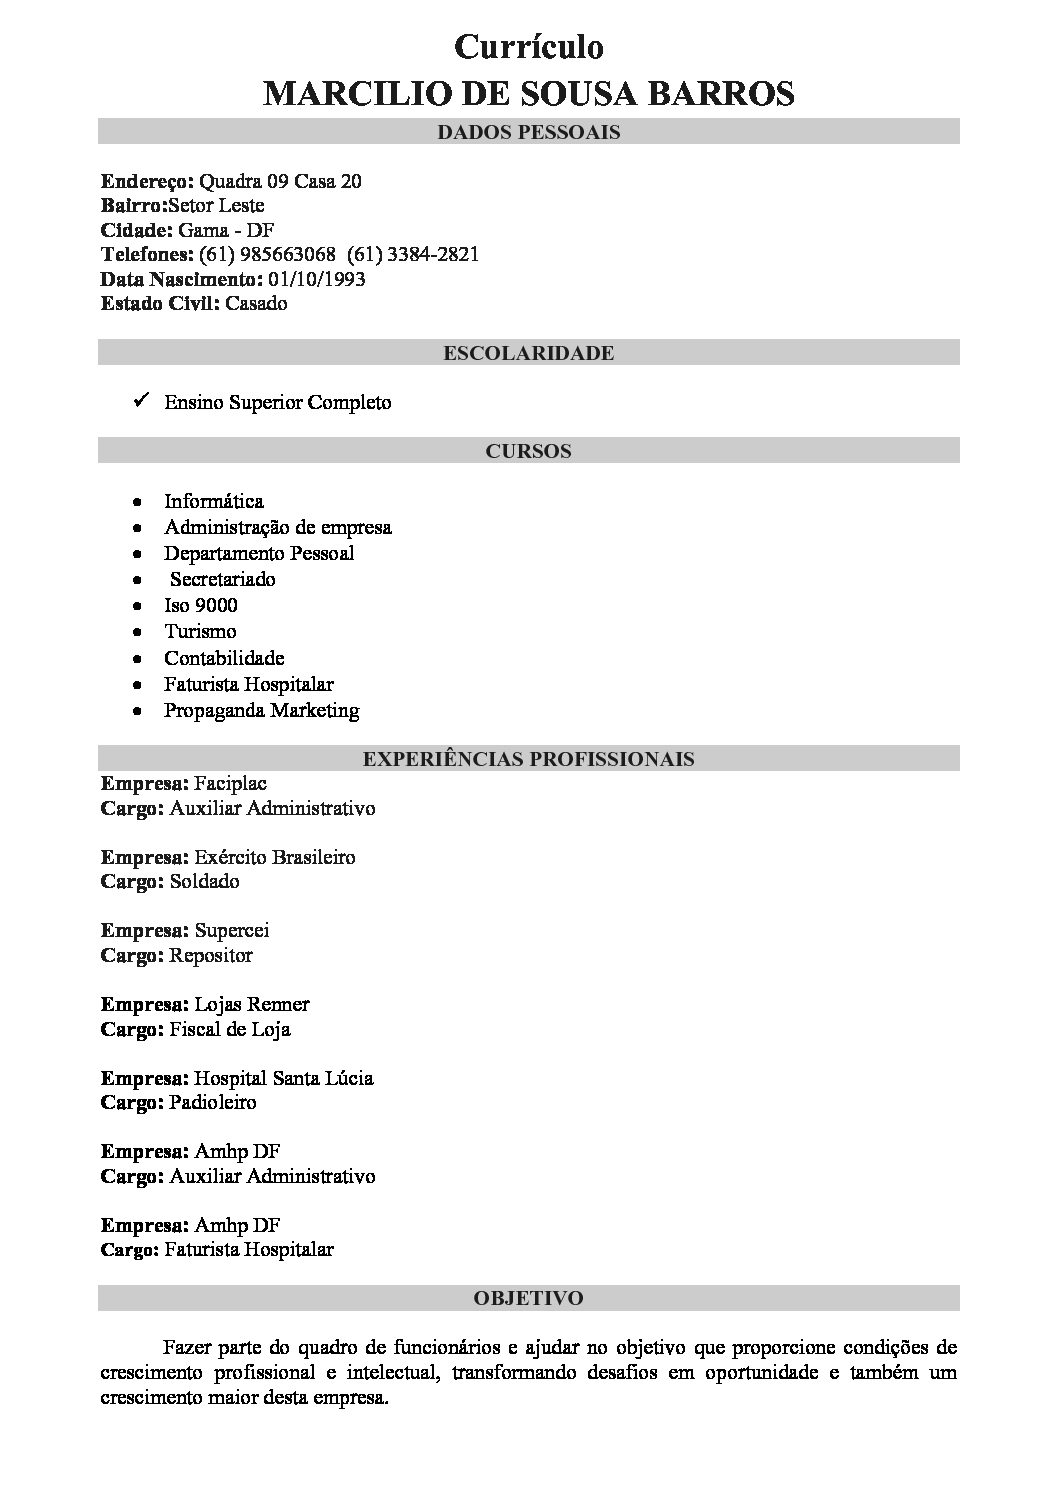 Currículo
MARCILIO DE SOUSA BARROS
DADOS PESSOAIS
Endereço: Quadra 09 Casa 20
Bairro:Setor Leste
Cidade: Gama - DF
Telefones: (61) 985663068  (61) 3384-2821
Data Nascimento: 01/10/1993
Estado Civil: Casado
ESCOLARIDADE
✓ Ensino Superior Completo
CURSOS
• Informática
• Administração de empresa
• Departamento Pessoal
• Secretariado
• Iso 9000
• Turismo
• Contabilidade
• Faturista Hospitalar
• Propaganda Marketing
EXPERIÊNCIAS PROFISSIONAIS
Empresa: Faciplac
Cargo: Auxiliar Administrativo
Empresa: Exército Brasileiro
Cargo: Soldado
Empresa: Supercei
Cargo: Repositor
Empresa: Lojas Renner
Cargo: Fiscal de Loja
Empresa: Hospital Santa Lúcia
Cargo: Padioleiro
Empresa: Amhp DF
Cargo: Auxiliar Administrativo
Empresa: Amhp DF
Cargo: Faturista Hospitalar
OBJETIVO
Fazer parte do quadro de funcionários e ajudar no objetivo que proporcione condições de
crescimento profissional e intelectual, transformando desafios em oportunidade e também um
crescimento maior desta empresa.